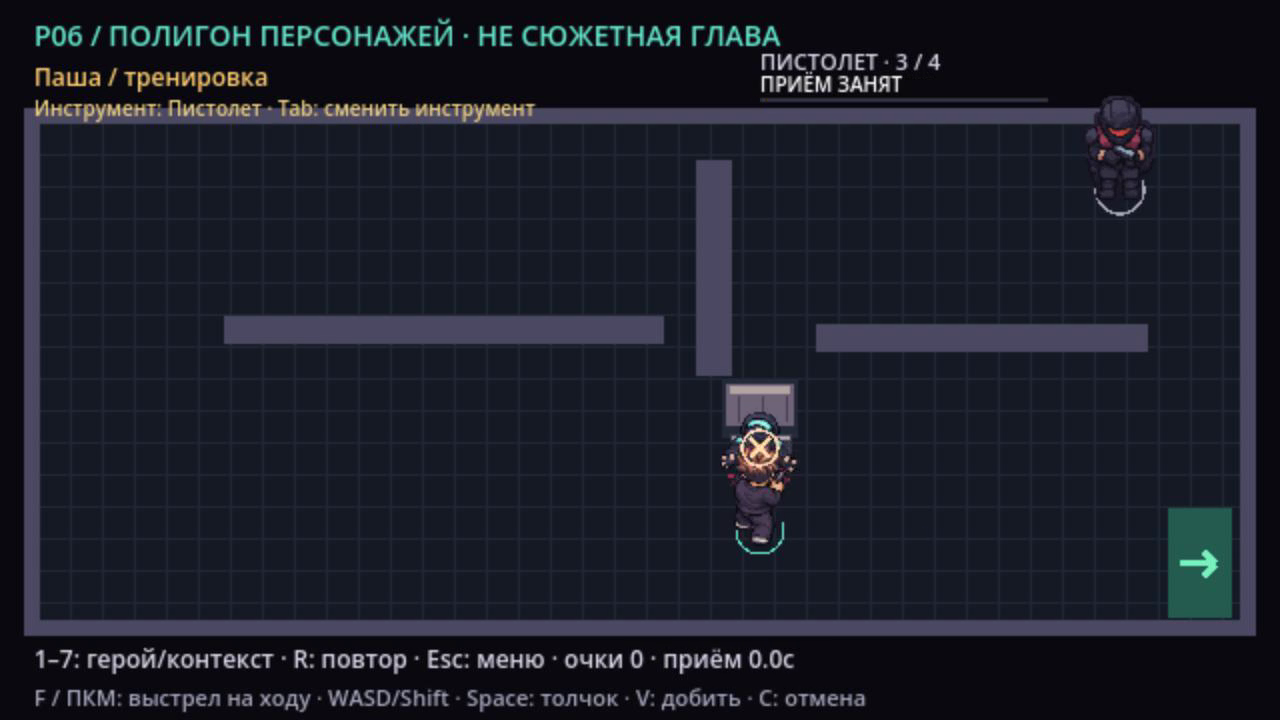 P06 / ПОЛИГОН ПЕРСОНАЖЕЙ · НЕ СЮЖЕТНАЯ ГЛАВА
ПИСТОЛЕТ · 3 / 4
Паша / тренировка
ПРИЁМ ЗАНЯТ
Инструмент: Пистолет · Tab: сменить инструмент
1–7: герой/контекст · R: повтор · Esc: меню · очки 0 · приём 0.0с
F / ПКМ: выстрел на ходу · WASD/Shift · Space: толчок · V: добить · C: отмена